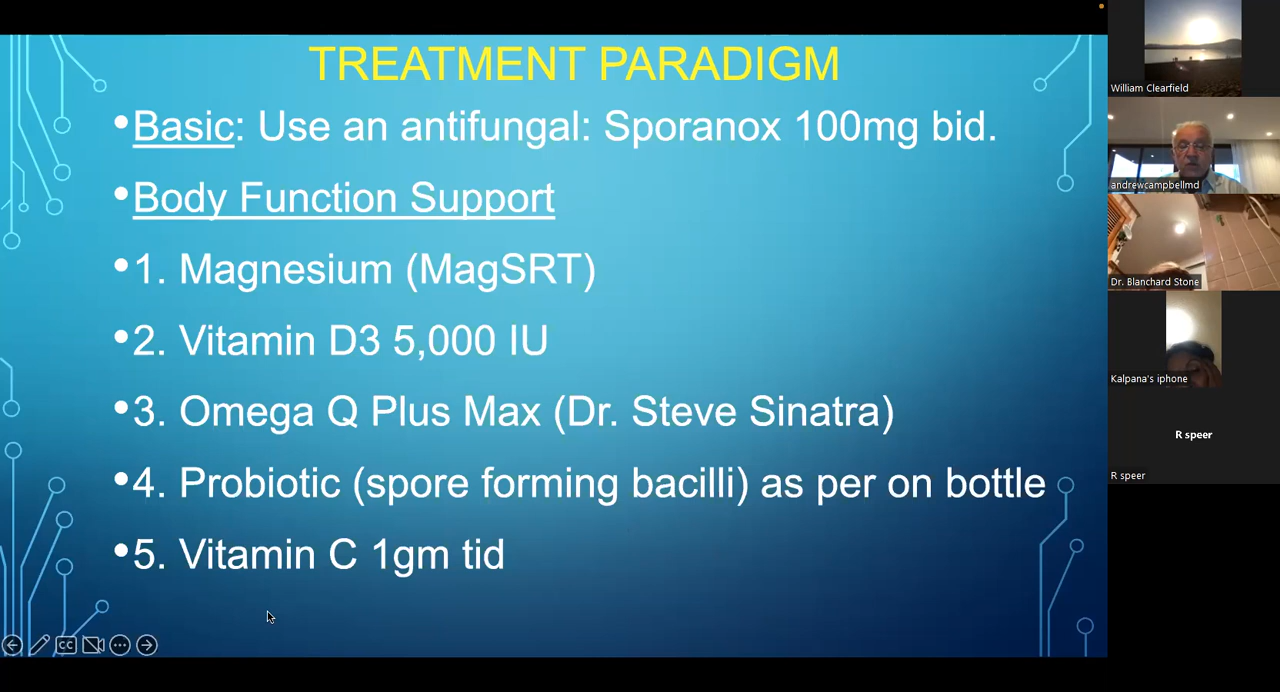 TREATMENT PARADIGM
•Basic: Use an antifungal: Sporanox 100mg bid.
•Body Function Support
•1. Magnesium (MagSRT)
•2. Vitamin D3 5,000 IU
•3. Omega Q Plus Max (Dr. Steve Sinatra)
•4. Probiotic (spore forming bacilli) as per on bottle
•5. Vitamin C 1gm tid
CC
William Clearfield
andrewcampbellmd
Dr. Blanchard Stone
Kalpana's iphone
R speer
R speer